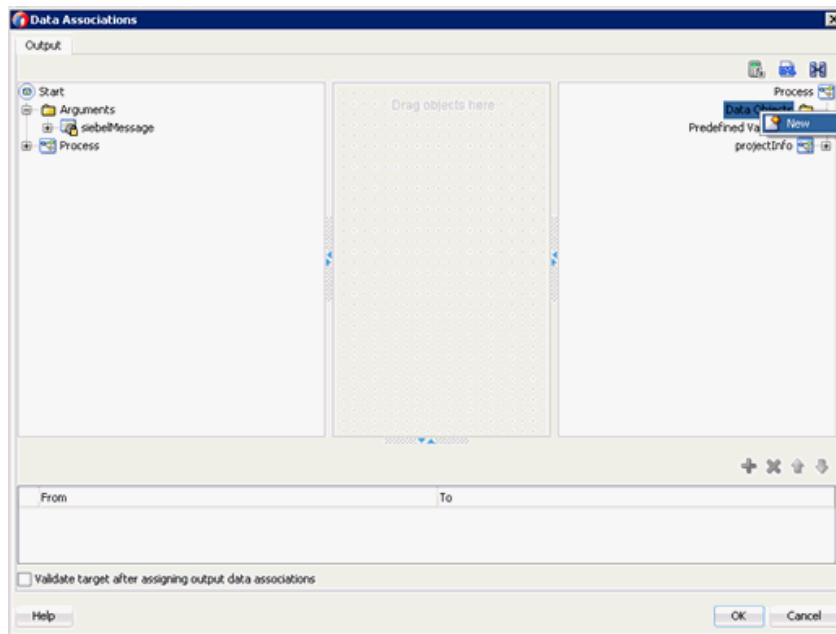 Data Associations
Output
Start
Arguments
siebelMessage
Process
Drag objects here
Process
Data Objects
New
Predefined Va
projectInfo
From
To
Validate target after assigning output data associations
Help
OK
Cancel